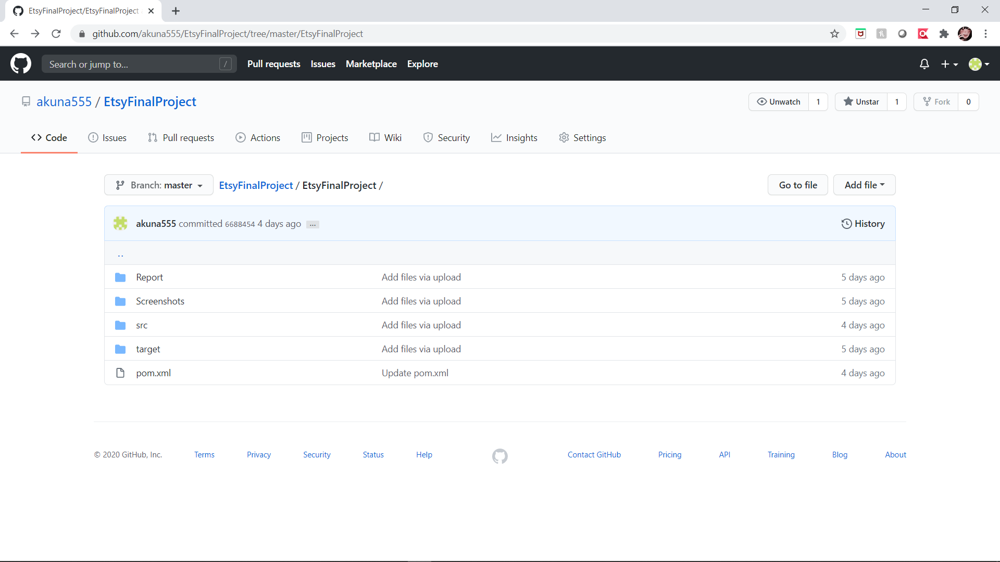 EtsyFinalProject/EtsyFinalProject
github.com/akuna555/EtsyFinalProject/tree/master/EtsyFinalProject
Search or jump to... / Pull requests Issues Marketplace Explore
akuna555 / EtsyFinalProject Unwatch 1 Unstar 1 Fork 0
Code Issues Pull requests Actions Projects Wiki Security Insights Settings
Branch: master EtsyFinalProject / EtsyFinalProject / Go to file Add file
akuna555 committed 6688454 4 days ago ... History
..
Report Add files via upload 5 days ago
Screenshots Add files via upload 5 days ago
src Add files via upload 4 days ago
target Add files via upload 5 days ago
pom.xml Update pom.xml 4 days ago
© 2020 GitHub, Inc. Terms Privacy Security Status Help Contact GitHub Pricing API Training Blog About